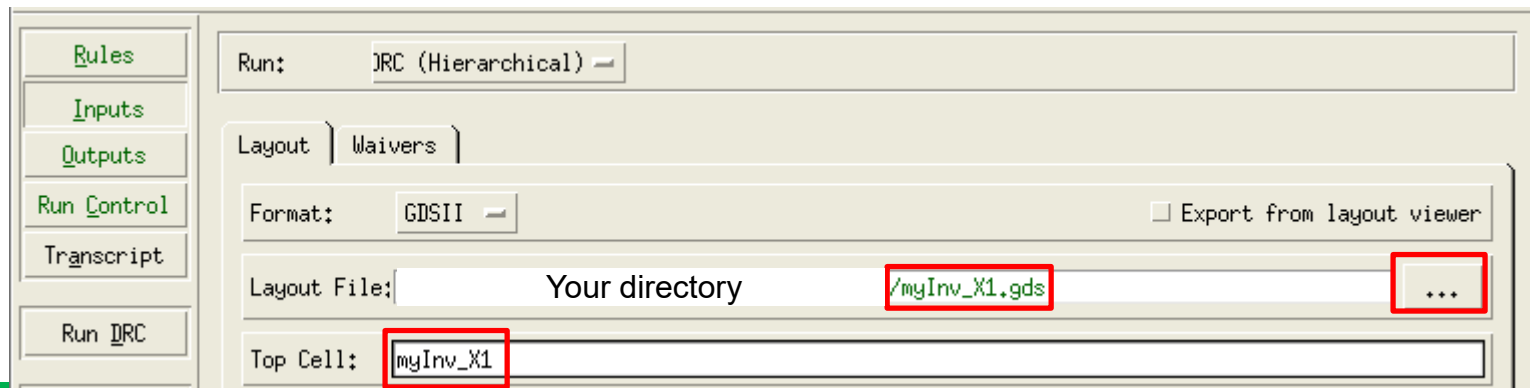 Rules
Inputs
Outputs
Run Control
Transcript
Run DRC
Run: DRC (Hierarchical)
Layout Waivers
Format: GDSII Export from layout viewer
Layout File: Your directory /myInv_X1.gds ...
Top Cell: myInv_X1